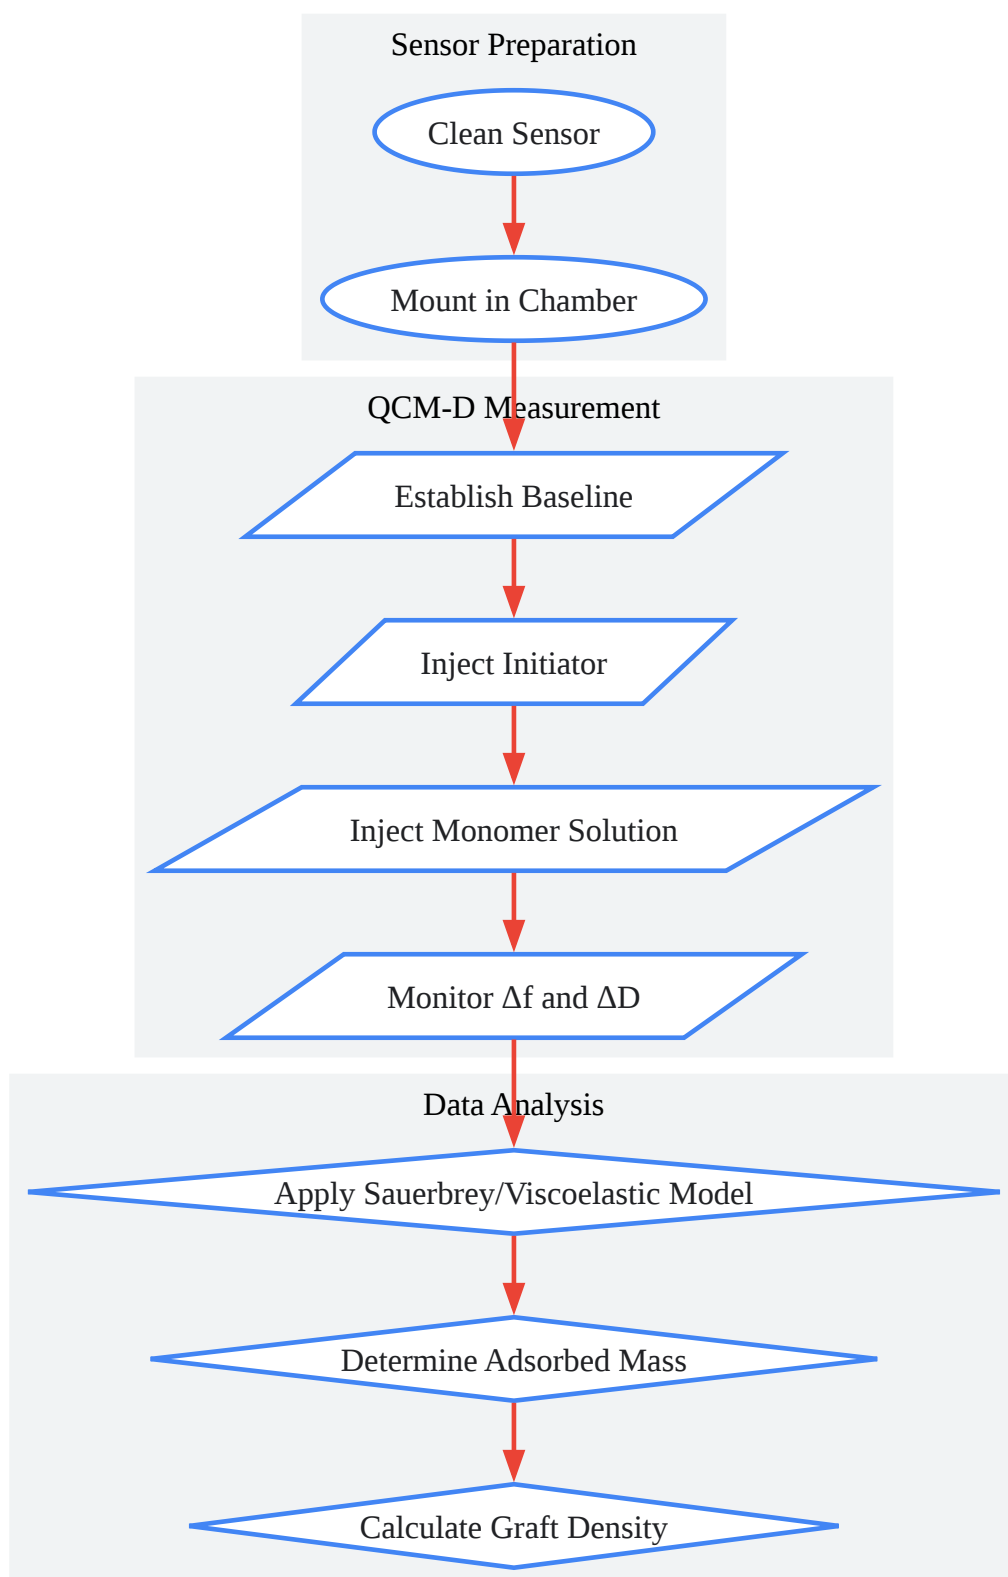 Sensor Preparation
Clean Sensor
Mount in Chamber
QCM-D Measurement
Establish Baseline
Inject Initiator
Inject Monomer Solution
Monitor Δf and ΔD
Data Analysis
Apply Sauerbrey/Viscoelastic Model
Determine Adsorbed Mass
Calculate Graft Density